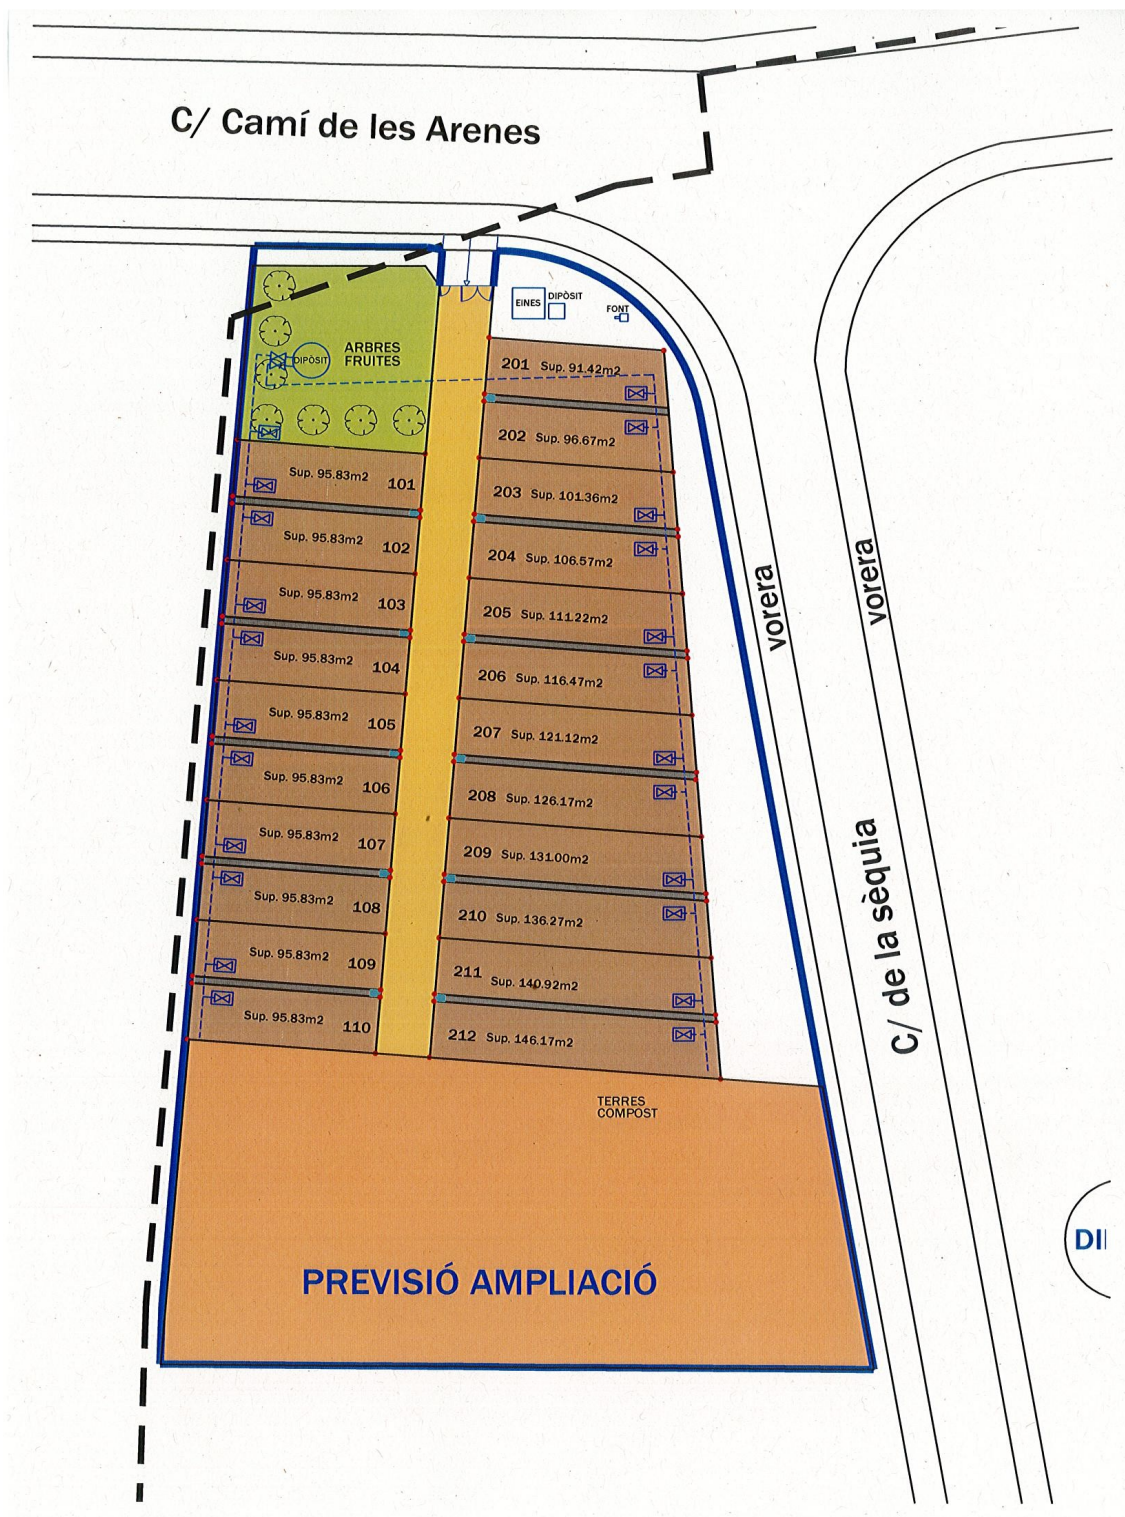 C/ Camí de les Arenes
EINES
DIPÒSIT
FONT
ARBRES
FRUITES
DIPÒSIT
201 Sup. 91.42m2
202 Sup. 96.67m2
203 Sup. 101.36m2
204 Sup. 106.57m2
205 Sup. 111.22m2
206 Sup. 116.47m2
207 Sup. 121.12m2
208 Sup. 126.17m2
209 Sup. 131.00m2
210 Sup. 136.27m2
211 Sup. 140.92m2
212 Sup. 146.17m2
Sup. 95.83m2 101
Sup. 95.83m2 102
Sup. 95.83m2 103
Sup. 95.83m2 104
Sup. 95.83m2 105
Sup. 95.83m2 106
Sup. 95.83m2 107
Sup. 95.83m2 108
Sup. 95.83m2 109
Sup. 95.83m2 110
vorera
vorera
C/ de la sèquia
TERRES
COMPOST
PREVISIÓ AMPLIACIÓ